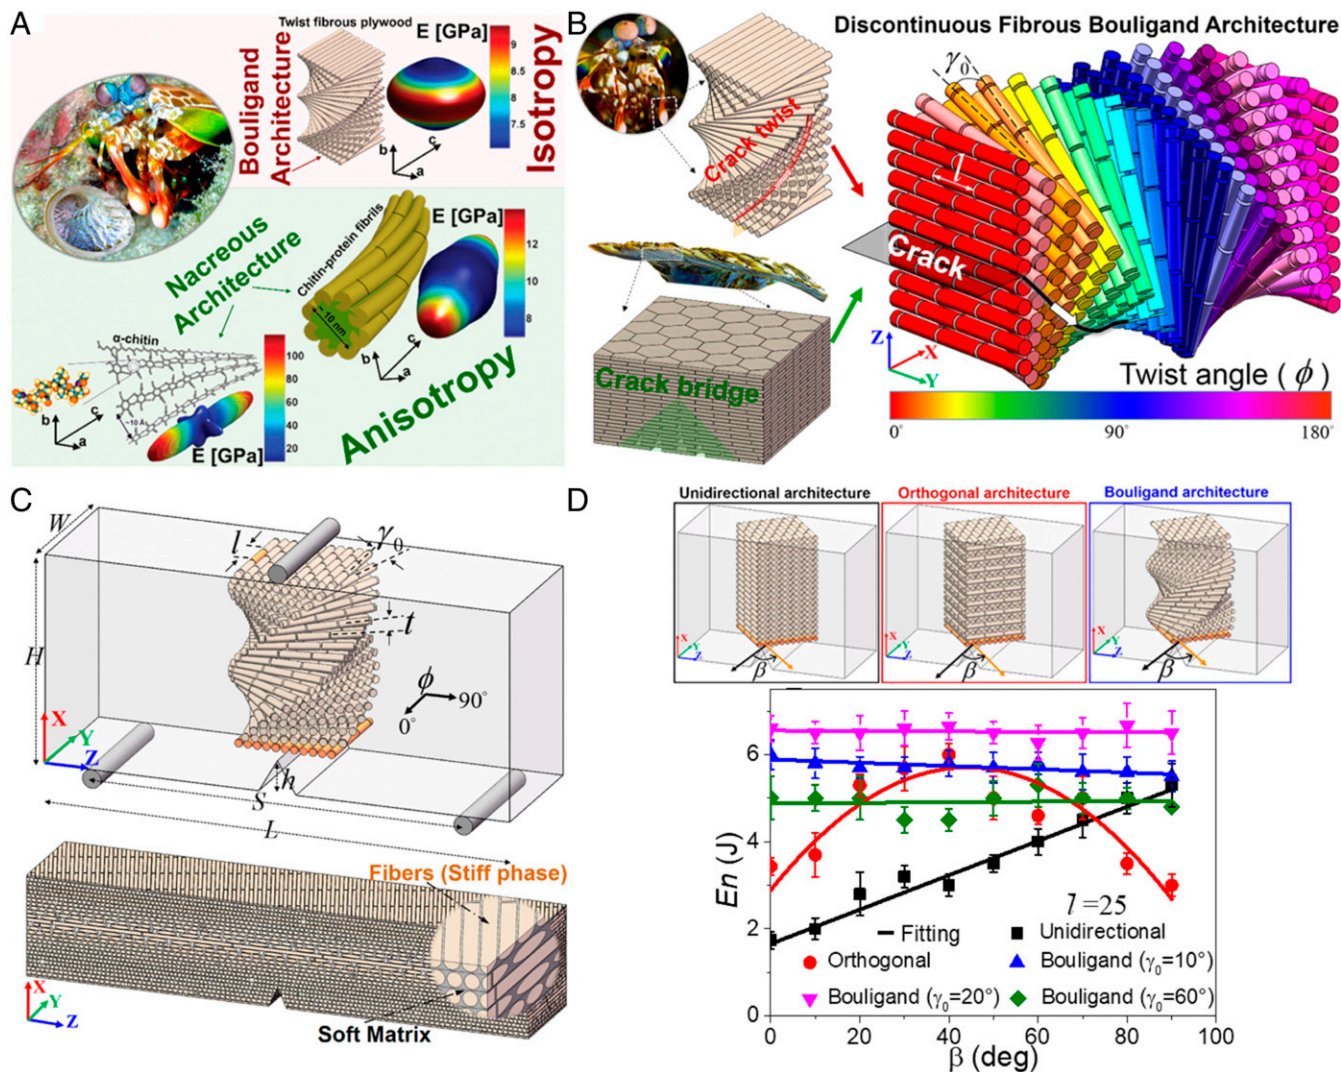 A
Twist fibrous plywood
Bouligand
Architecture
E [GPa]
9
8.5
8
7.5
Isotropy
b
c
a
Nacreous
Architecture
Chitin-protein fibrils
~10 nm
E [GPa]
12
10
8
b
c
a
α-chitin
~10 Å
b
c
a
E [GPa]
100
80
60
40
20
Anisotropy
B
Crack twist
Crack bridge
Discontinuous Fibrous Bouligand Architecture
γ0
l
Crack
Z
X
Y
Twist angle ( ϕ )
0°
90°
180°
C
W
l
γ0
t
H
ϕ
0°
90°
X
Y
Z
h
S
L
Fibers (Stiff phase)
Soft Matrix
X
Y
Z
D
Unidirectional architecture
Orthogonal architecture
Bouligand architecture
X
Y
Z
β
X
Y
Z
β
X
Y
Z
β
En (J)
6
4
2
0
l =25
Fitting
Unidirectional
Orthogonal
Bouligand (γ0=10°)
Bouligand (γ0=20°)
Bouligand (γ0=60°)
0
20
40
60
80
100
β (deg)